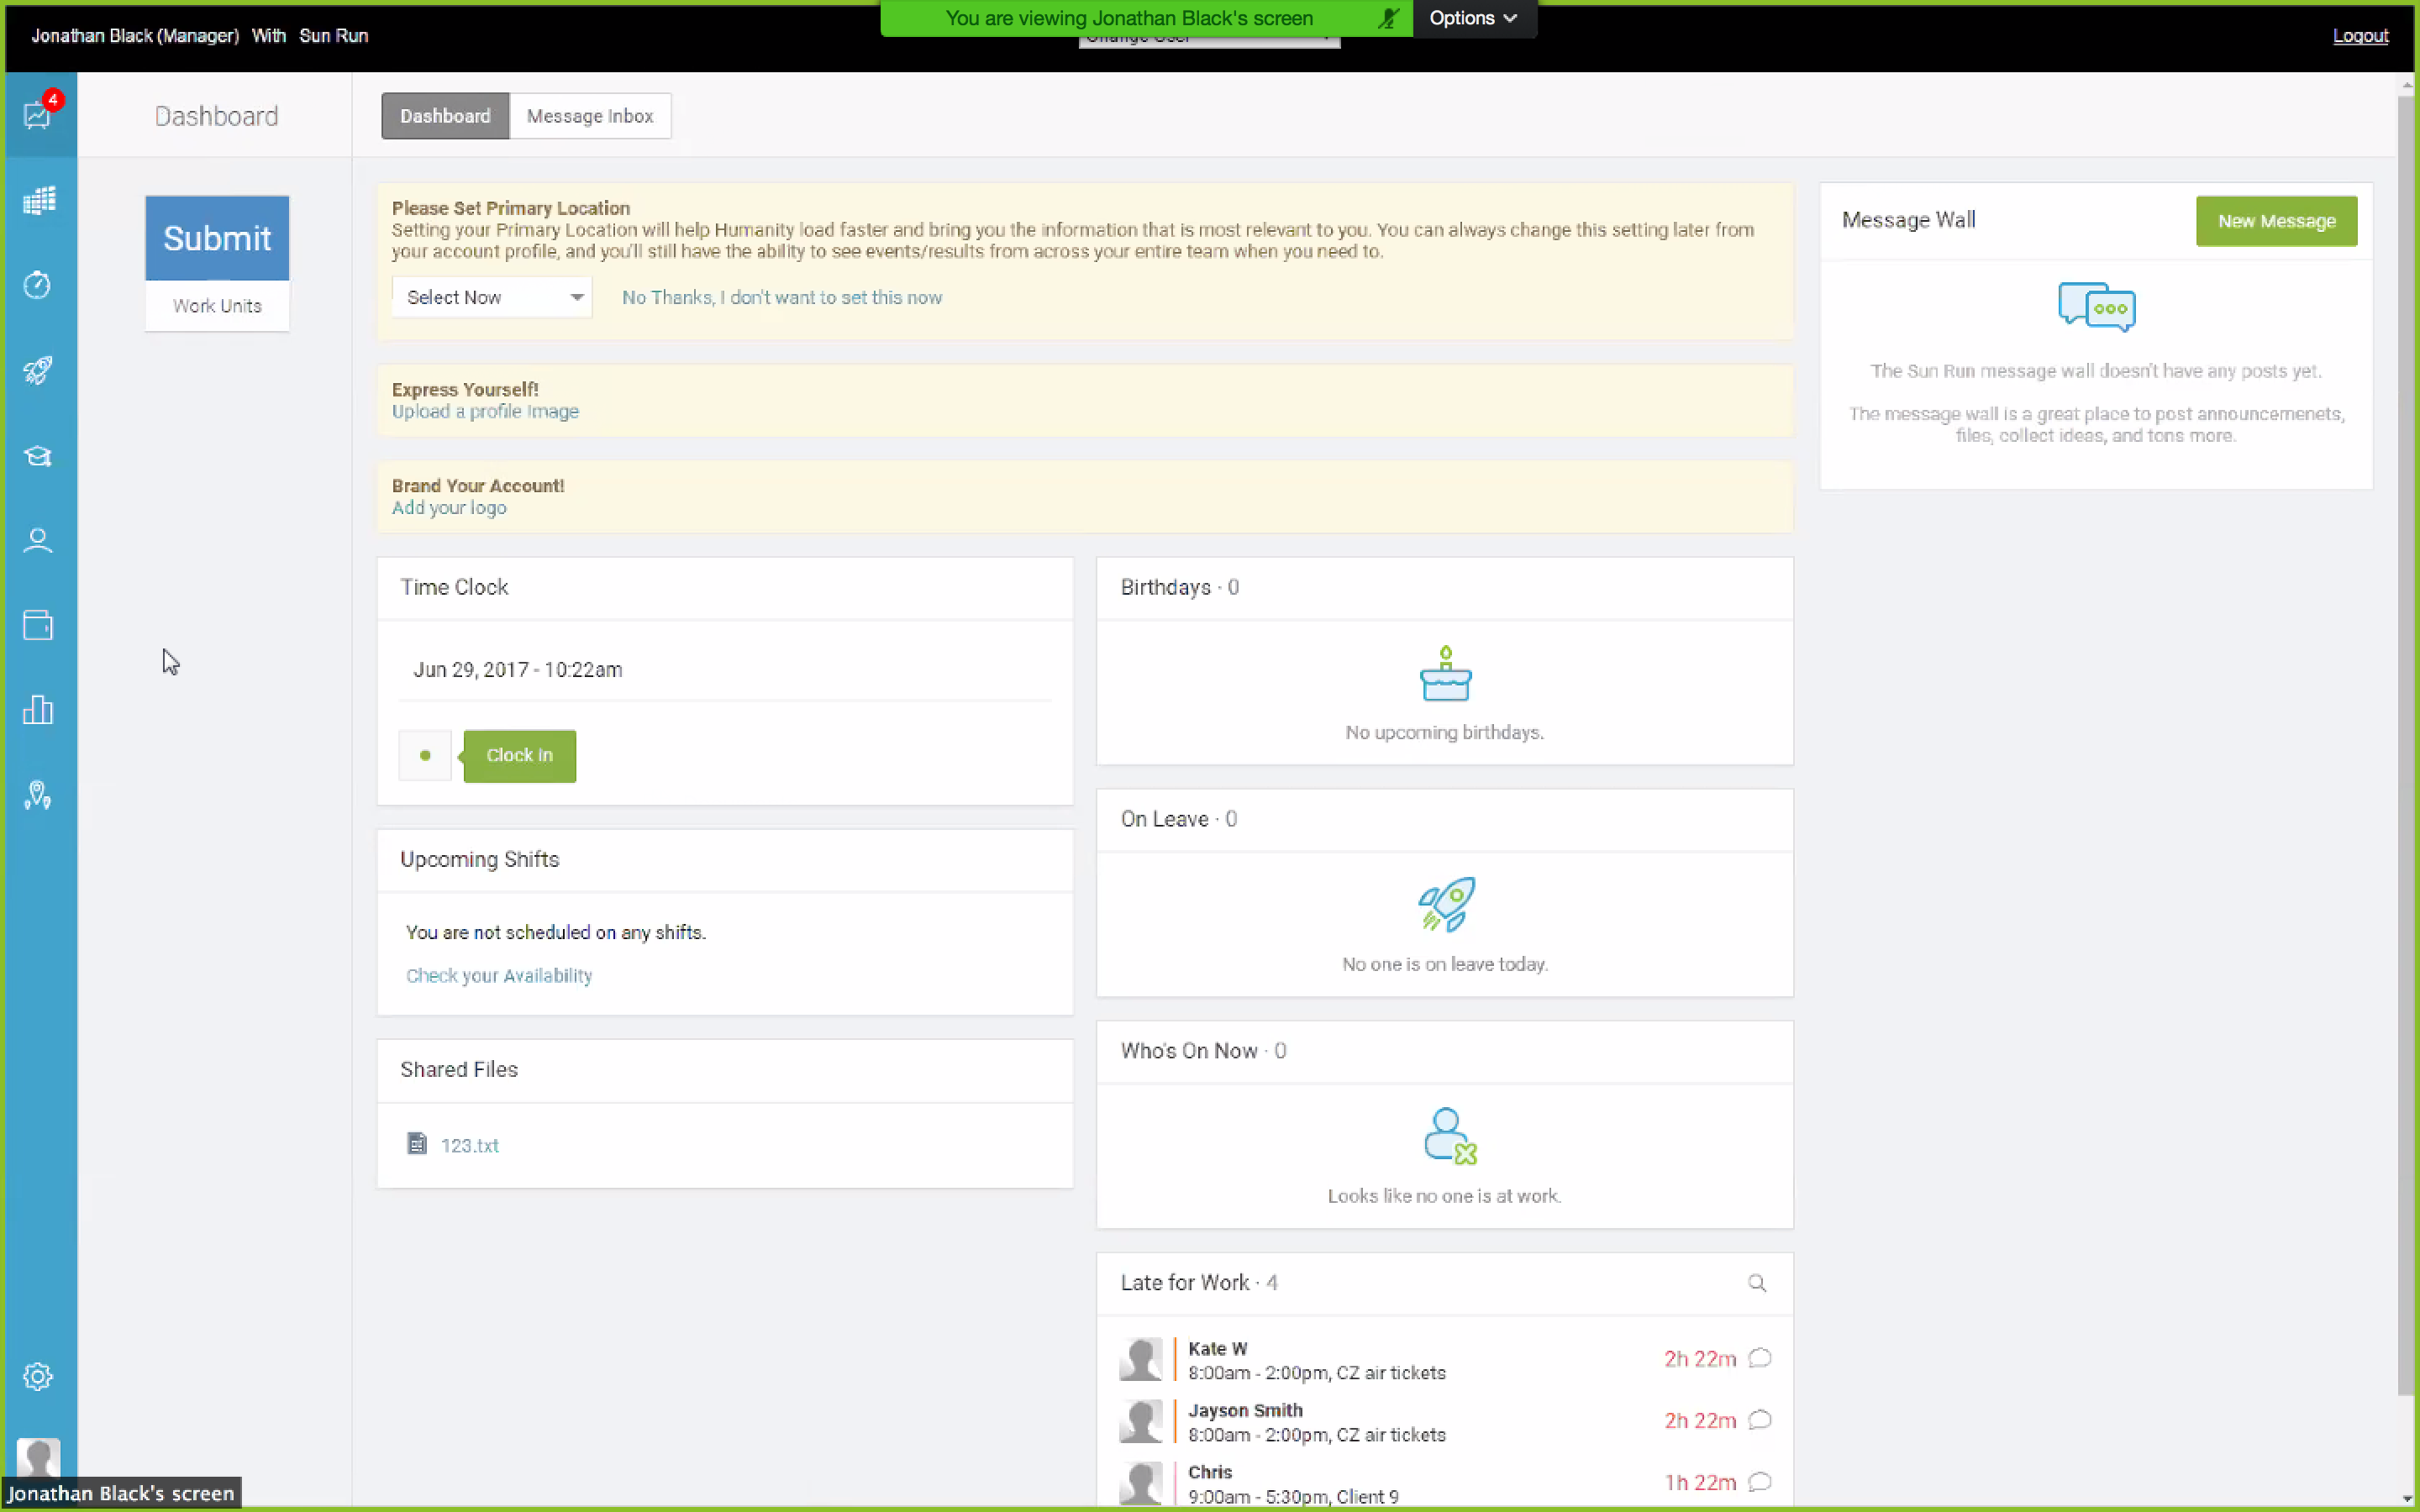 You are viewing Jonathan Black's screen
Options
Jonathan Black (Manager) With Sun Run
Logout
4
Dashboard
Dashboard
Message Inbox
Submit
Work Units
Please Set Primary Location
Setting your Primary Location will help Humanity load faster and bring you the information that is most relevant to you. You can always change this setting later from
your account profile, and you'll still have the ability to see events/results from across your entire team when you need to.
Select Now
No Thanks, I don't want to set this now
Express Yourself!
Upload a profile Image
Brand Your Account!
Add your logo
Message Wall
New Message
The Sun Run message wall doesn't have any posts yet.
The message wall is a great place to post announcemenets,
files, collect ideas, and tons more.
Time Clock
Jun 29, 2017 - 10:22am
Clock In
Upcoming Shifts
You are not scheduled on any shifts.
Check your Availability
Shared Files
123.txt
Birthdays · 0
No upcoming birthdays.
On Leave · 0
No one is on leave today.
Who's On Now · 0
Looks like no one is at work.
Late for Work · 4
Kate W
8:00am - 2:00pm, CZ air tickets
2h 22m
Jayson Smith
8:00am - 2:00pm, CZ air tickets
2h 22m
Chris
9:00am - 5:30pm, Client 9
1h 22m
Jonathan Black's screen